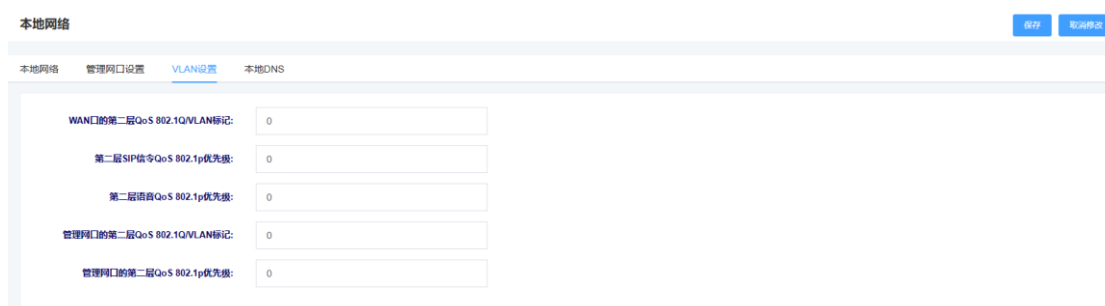 本地网络
保存 取消修改
本地网络 管理网口设置 VLAN设置 本地DNS
WAN口的第二层QoS 802.1Q/VLAN标记: 0
第二层SIP信令QoS 802.1p优先级: 0
第二层语音QoS 802.1p优先级: 0
管理网口的第二层QoS 802.1Q/VLAN标记: 0
管理网口的第二层QoS 802.1p优先级: 0